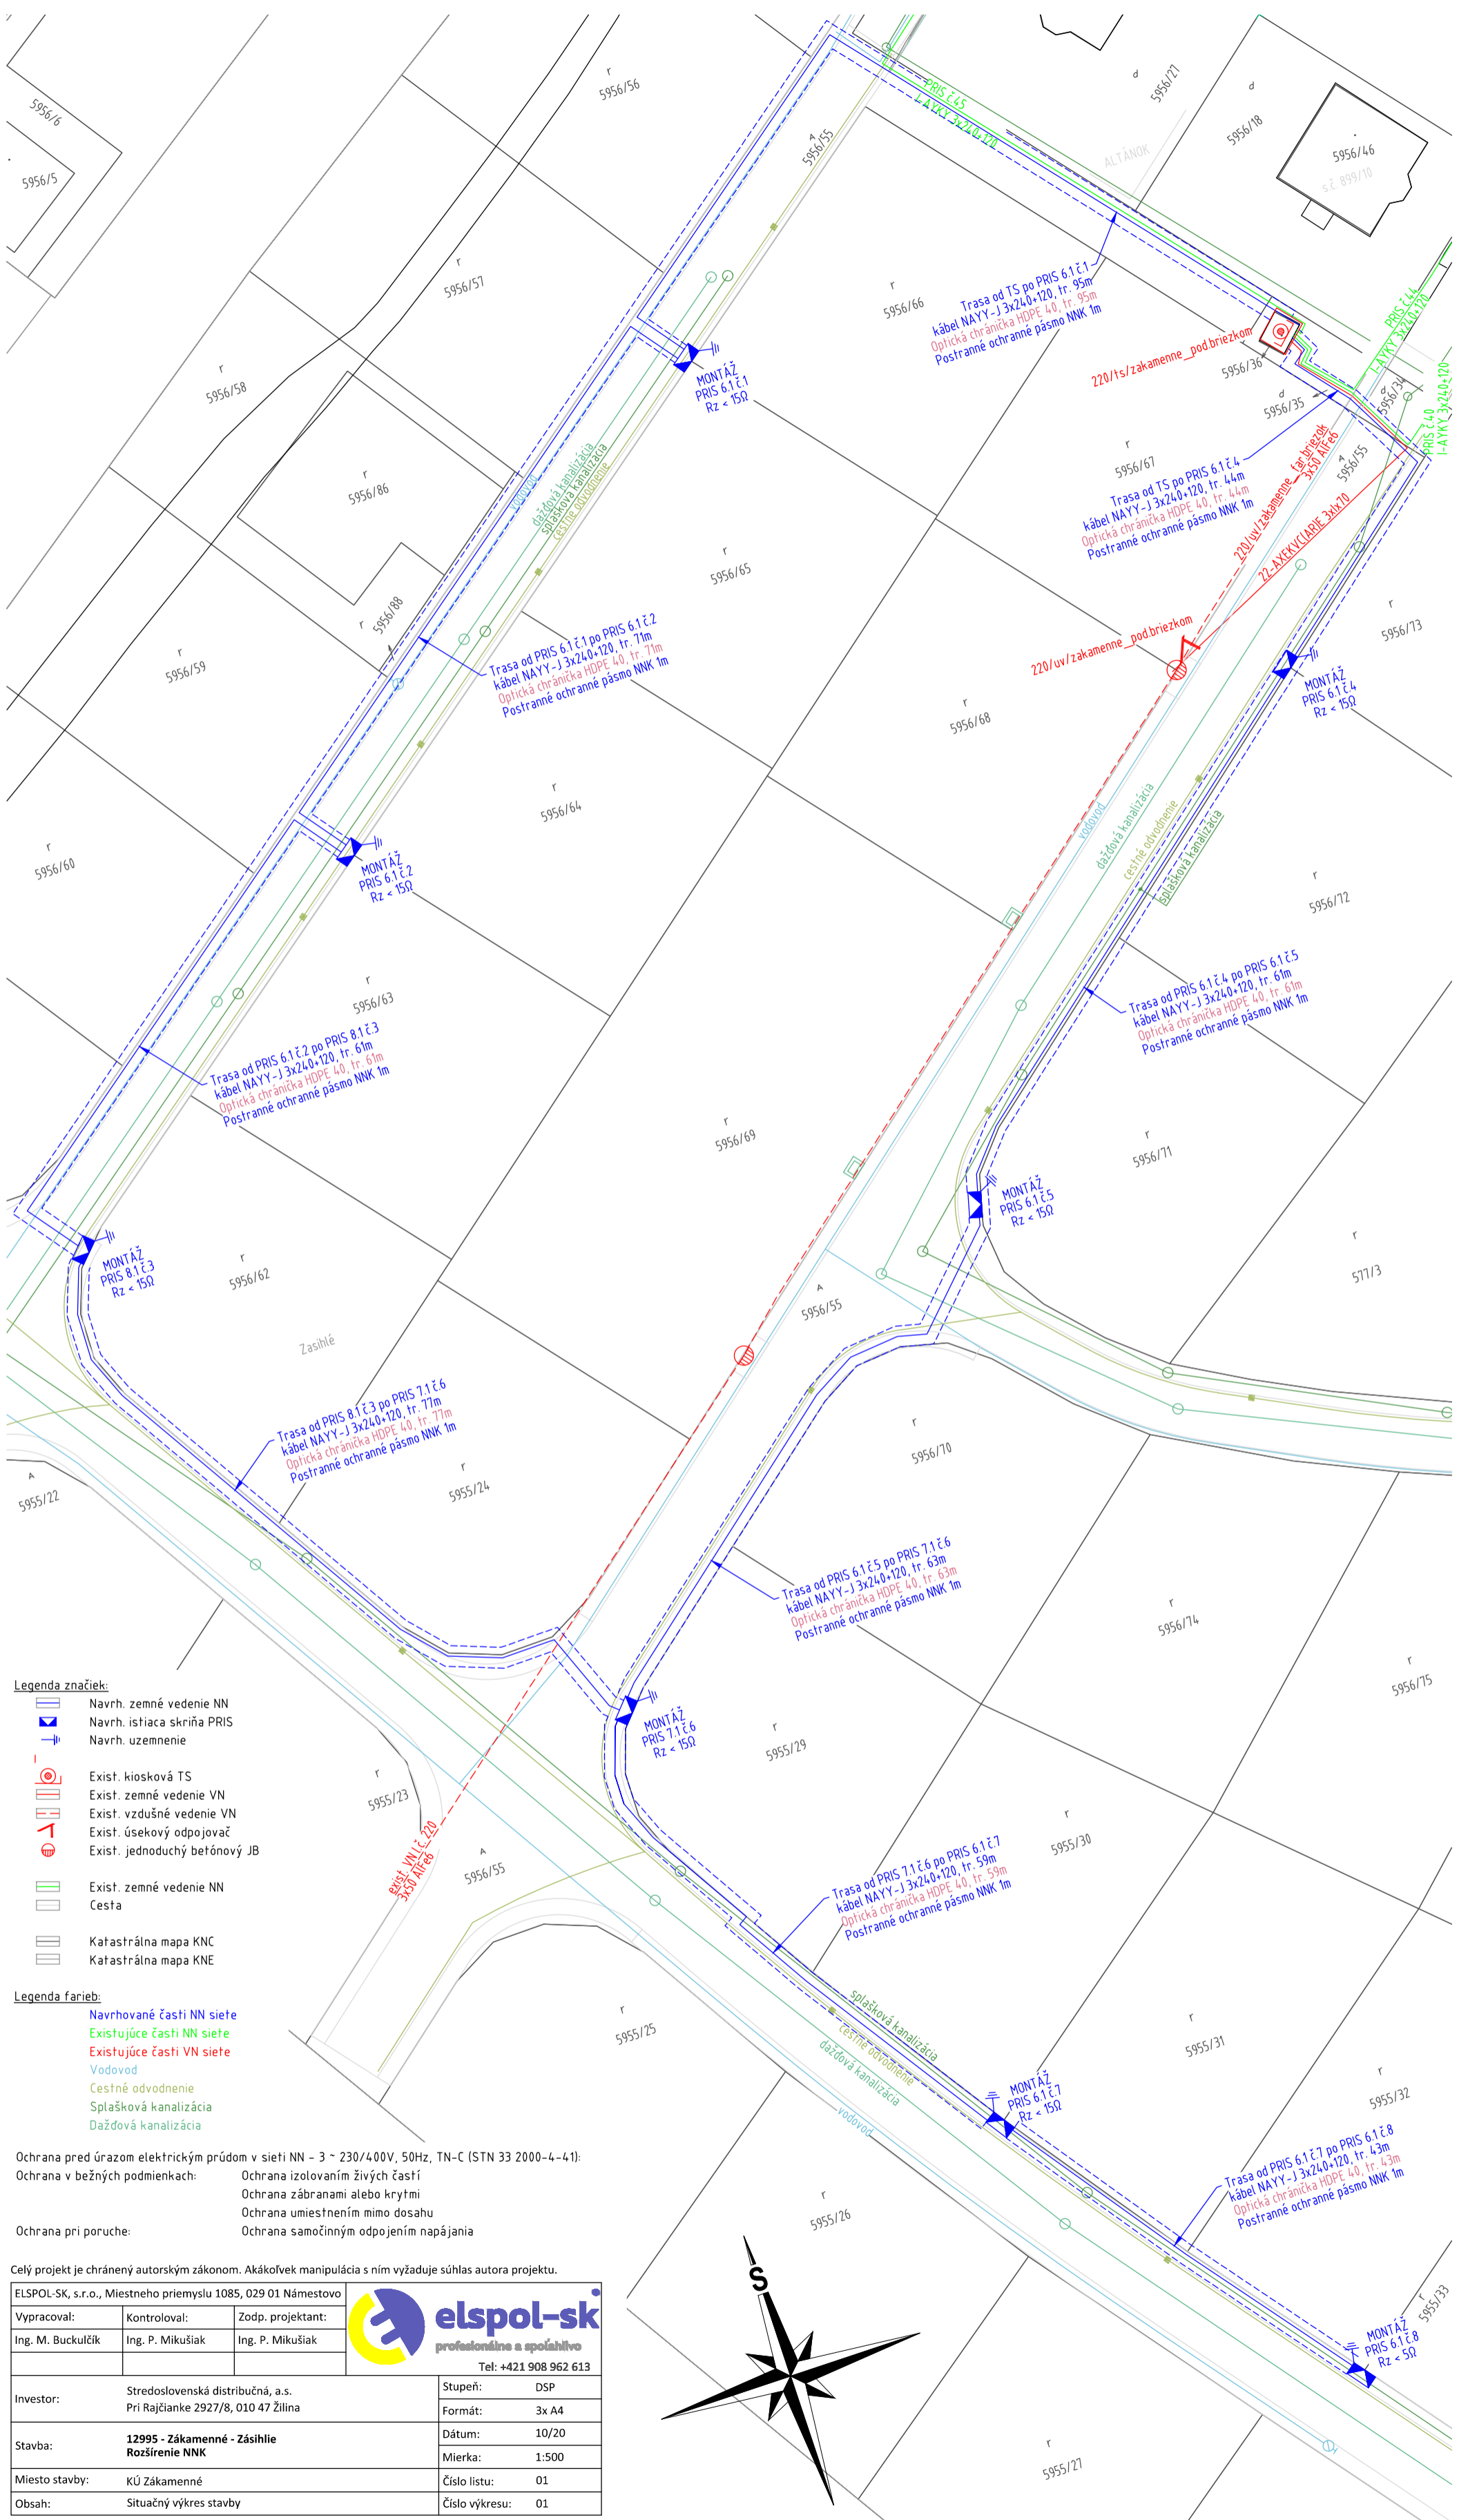 5956/6
5956/5
r
5956/56
A
5956/55
PRIS č.45
1-AYKY 3x240+120
d
5956/27
d
5956/18
ALTÁNOK
5956/46
s.č. 899/10
r
5956/57
r
5956/58
r
5956/66
Trasa od TS po PRIS 6.1 č.1
kábel NAYY-J 3x240+120, tr. 95m
Optická chránička HDPE 40, tr. 95m
Postranné ochranné pásmo NNK 1m
220/ts/zakamenne_pod.briezkom
5956/36
d
5956/35
PRIS č.44
1-AYKY 3x240+120
d
5956/34
PRIS č.40
1-AYKY 3x240+120
MONTÁŽ
PRIS 6.1 č.1
Rz < 15Ω
r
5956/86
vodovod
dažďová kanalizácia
splašková kanalizácia
cestné odvodnenie
r
5956/67
Trasa od TS po PRIS 6.1 č.4
kábel NAYY-J 3x240+120, tr. 44m
Optická chránička HDPE 40, tr. 44m
Postranné ochranné pásmo NNK 1m
220/uv/zakamenne_far.briezok
3x50 AlFe6
A
5956/55
22-AXEKVC(AR)E 3x1x70
r
5956/65
r
5956/88
r
5956/59
Trasa od PRIS 6.1 č.1 po PRIS 6.1 č.2
kábel NAYY-J 3x240+120, tr. 71m
Optická chránička HDPE 40, tr. 71m
Postranné ochranné pásmo NNK 1m
220/uv/zakamenne_pod.briezkom
r
5956/73
MONTÁŽ
PRIS 6.1 č.4
Rz < 15Ω
r
5956/68
r
5956/64
r
5956/60
MONTÁŽ
PRIS 6.1 č.2
Rz < 15Ω
vodovod
dažďová kanalizácia
cestné odvodnenie
splašková kanalizácia
r
5956/72
r
5956/63
Trasa od PRIS 6.1 č.4 po PRIS 6.1 č.5
kábel NAYY-J 3x240+120, tr. 61m
Optická chránička HDPE 40, tr. 61m
Postranné ochranné pásmo NNK 1m
Trasa od PRIS 6.1 č.2 po PRIS 8.1 č.3
kábel NAYY-J 3x240+120, tr. 61m
Optická chránička HDPE 40, tr. 61m
Postranné ochranné pásmo NNK 1m
r
5956/69
r
5956/71
MONTÁŽ
PRIS 6.1 č.5
Rz < 15Ω
MONTÁŽ
PRIS 8.1 č.3
Rz < 15Ω
r
5956/62
r
577/3
A
5956/55
Zasihlé
Trasa od PRIS 8.1 č.3 po PRIS 7.1 č.6
kábel NAYY-J 3x240+120, tr. 77m
Optická chránička HDPE 40, tr. 77m
Postranné ochranné pásmo NNK 1m
r
5956/70
A
5955/22
r
5955/24
Trasa od PRIS 6.1 č.5 po PRIS 7.1 č.6
kábel NAYY-J 3x240+120, tr. 63m
Optická chránička HDPE 40, tr. 63m
Postranné ochranné pásmo NNK 1m
r
5956/74
r
5956/75
MONTÁŽ
PRIS 7.1 č.6
Rz < 15Ω
r
5955/29
r
5955/23
exist. VN l.č. 220
3x50 AlFe6
A
5956/55
Trasa od PRIS 7.1 č.6 po PRIS 6.1 č.7
kábel NAYY-J 3x240+120, tr. 59m
Optická chránička HDPE 40, tr. 59m
Postranné ochranné pásmo NNK 1m
r
5955/30
r
5955/25
splašková kanalizácia
cestné odvodnenie
dažďová kanalizácia
vodovod
r
5955/31
MONTÁŽ
PRIS 6.1 č.7
Rz < 15Ω
r
5955/32
Trasa od PRIS 6.1 č.7 po PRIS 6.1 č.8
kábel NAYY-J 3x240+120, tr. 43m
Optická chránička HDPE 40, tr. 43m
Postranné ochranné pásmo NNK 1m
r
5955/26
r
5955/33
MONTÁŽ
PRIS 6.1 č.8
Rz < 5Ω
r
5955/27
S
Legenda značiek:
Navrh. zemné vedenie NN
Navrh. istiaca skriňa PRIS
Navrh. uzemnenie
Exist. kiosková TS
Exist. zemné vedenie VN
Exist. vzdušné vedenie VN
Exist. úsekový odpojovač
Exist. jednoduchý betónový JB
Exist. zemné vedenie NN
Cesta
Katastrálna mapa KNC
Katastrálna mapa KNE
Legenda farieb:
Navrhované časti NN siete
Existujúce časti NN siete
Existujúce časti VN siete
Vodovod
Cestné odvodnenie
Splašková kanalizácia
Dažďová kanalizácia
Ochrana pred úrazom elektrickým prúdom v sieti NN - 3 ~ 230/400V, 50Hz, TN-C (STN 33 2000-4-41):
Ochrana v bežných podmienkach: Ochrana izolovaním živých častí
Ochrana zábranami alebo krytmi
Ochrana umiestnením mimo dosahu
Ochrana pri poruche: Ochrana samočinným odpojením napájania
Celý projekt je chránený autorským zákonom. Akákoľvek manipulácia s ním vyžaduje súhlas autora projektu.
ELSPOL-SK, s.r.o., Miestneho priemyslu 1085, 029 01 Námestovo
Vypracoval: Kontroloval: Zodp. projektant:
Ing. M. Buckulčík Ing. P. Mikušiak Ing. P. Mikušiak
elspol-sk
profesionálne a spoľahlivo
Tel: +421 908 962 613
Investor: Stredoslovenská distribučná, a.s.
Pri Rajčianke 2927/8, 010 47 Žilina
Stupeň: DSP
Formát: 3x A4
Stavba: 12995 - Zákamenné - Zásihlie
Rozšírenie NNK
Dátum: 10/20
Mierka: 1:500
Miesto stavby: KÚ Zákamenné
Číslo listu: 01
Obsah: Situačný výkres stavby
Číslo výkresu: 01